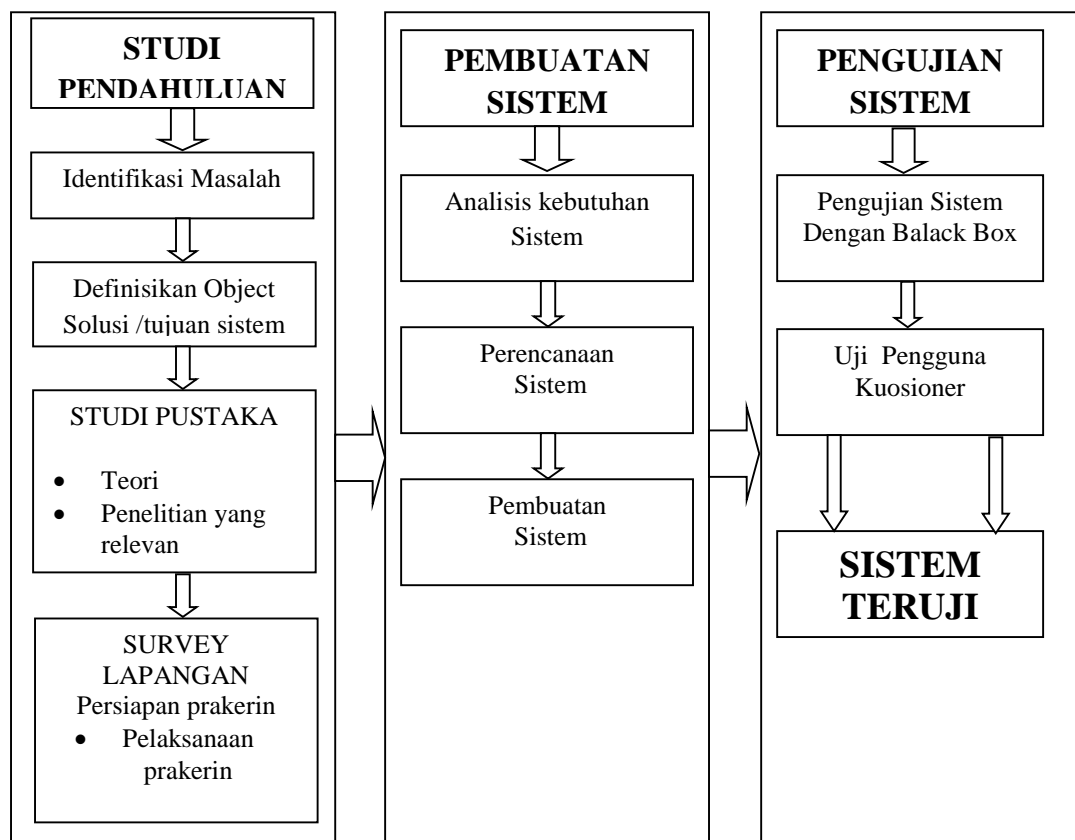 STUDI
PENDAHULUAN
Identifikasi Masalah
Definisikan Object
Solusi /tujuan sistem
STUDI PUSTAKA
• Teori
• Penelitian yang
relevan
SURVEY
LAPANGAN
Persiapan prakerin
• Pelaksanaan
prakerin
PEMBUATAN
SISTEM
Analisis kebutuhan
Sistem
Perencanaan
Sistem
Pembuatan
Sistem
PENGUJIAN
SISTEM
Pengujian Sistem
Dengan Balack Box
Uji Pengguna
Kuosioner
SISTEM
TERUJI